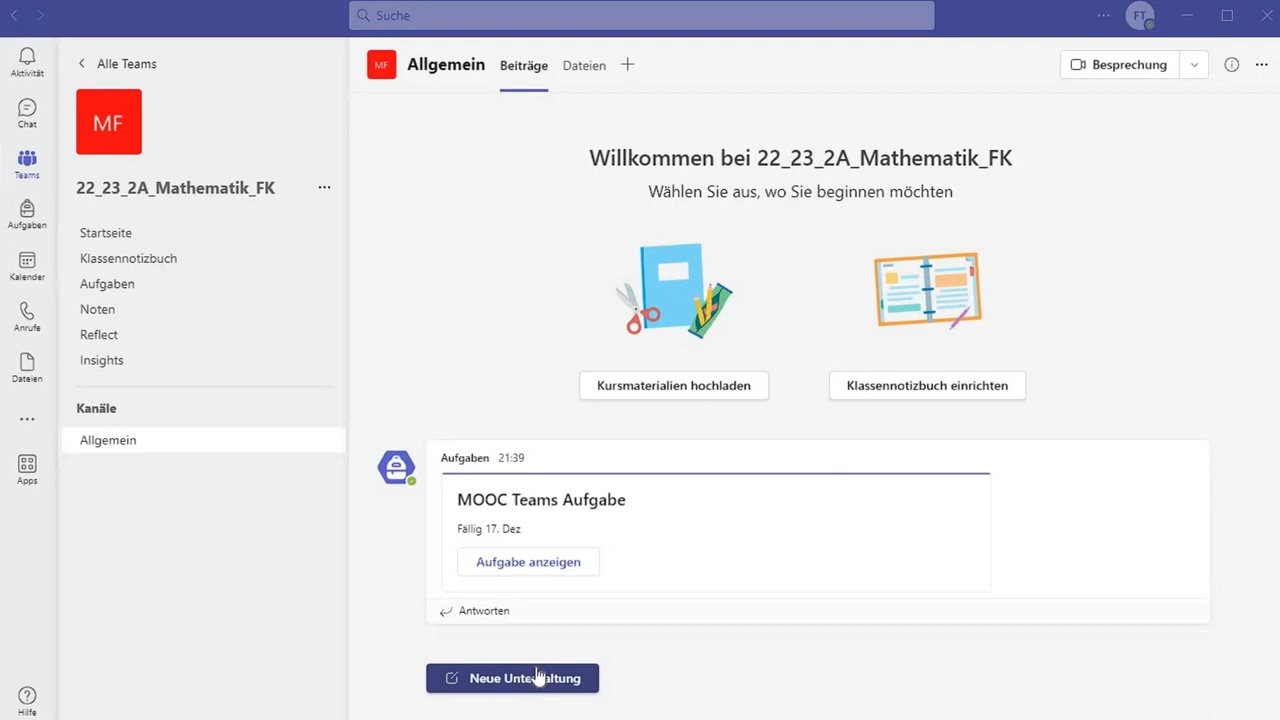 Suche
FT
Aktivität
Chat
Teams
Aufgaben
Kalender
Anrufe
Dateien
Apps
Hilfe
Alle Teams
MF
22_23_2A_Mathematik_FK
Startseite
Klassennotizbuch
Aufgaben
Noten
Reflect
Insights
Kanäle
Allgemein
MF Allgemein Beiträge Dateien
Besprechung
Willkommen bei 22_23_2A_Mathematik_FK
Wählen Sie aus, wo Sie beginnen möchten
Kursmaterialien hochladen
Klassennotizbuch einrichten
Aufgaben 21:39
MOOC Teams Aufgabe
Fällig 17. Dez
Aufgabe anzeigen
Antworten
Neue Unterhaltung